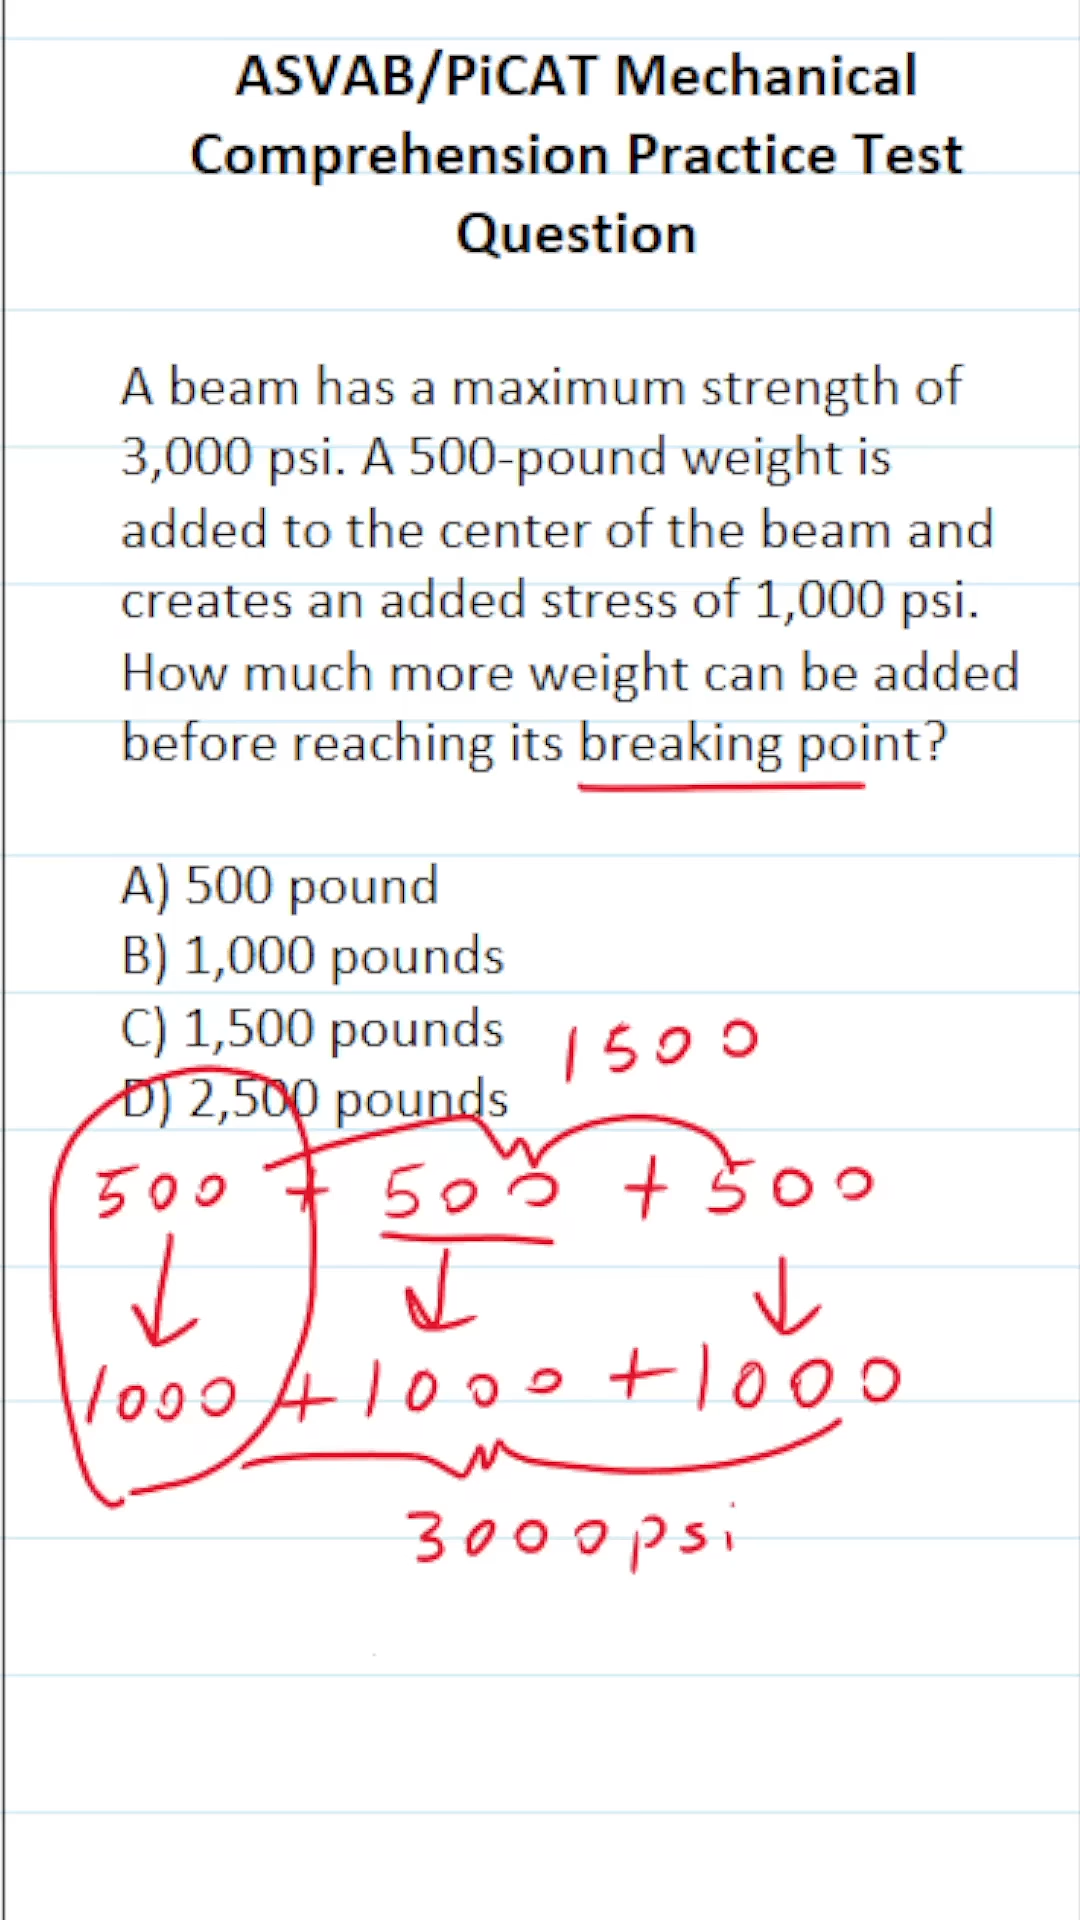 ASVAB/PiCAT Mechanical
Comprehension Practice Test
Question
A beam has a maximum strength of
3,000 psi. A 500-pound weight is
added to the center of the beam and
creates an added stress of 1,000 psi.
How much more weight can be added
before reaching its breaking point?
A) 500 pound
B) 1,000 pounds
C) 1,500 pounds
1500
D) 2,500 pounds
500 + 500 + 500
1000 + 1000 + 1000
3000psi